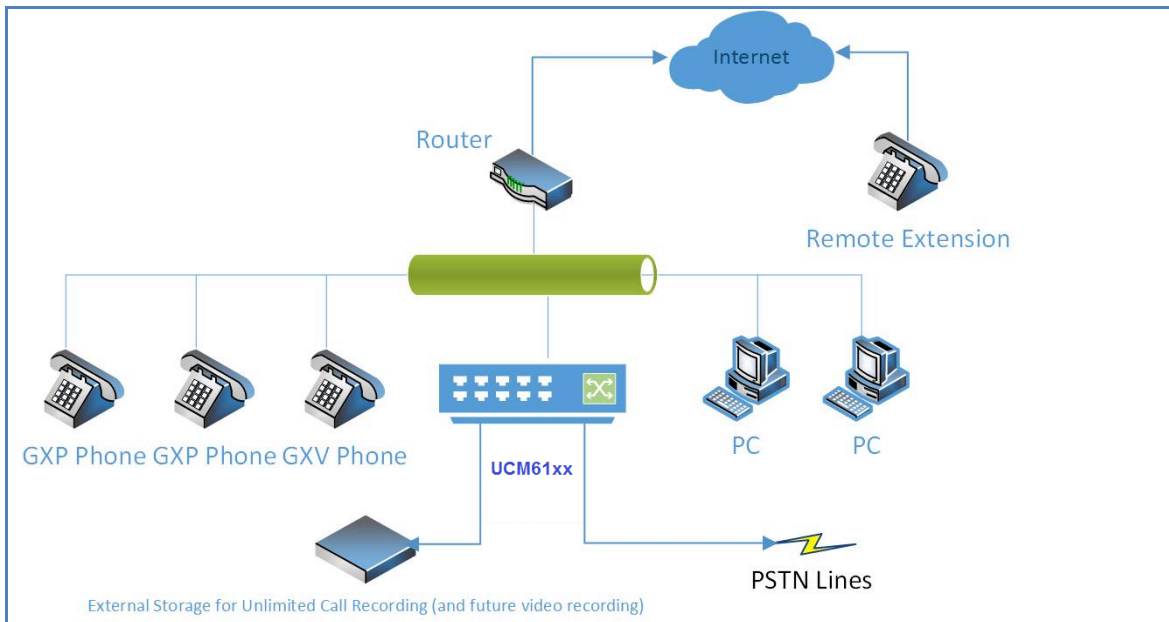 Internet
Router
Remote Extension
GXP Phone
GXP Phone
GXV Phone
PC
PC
UCM61xx
PSTN Lines
External Storage for Unlimited Call Recording (and future video recording)